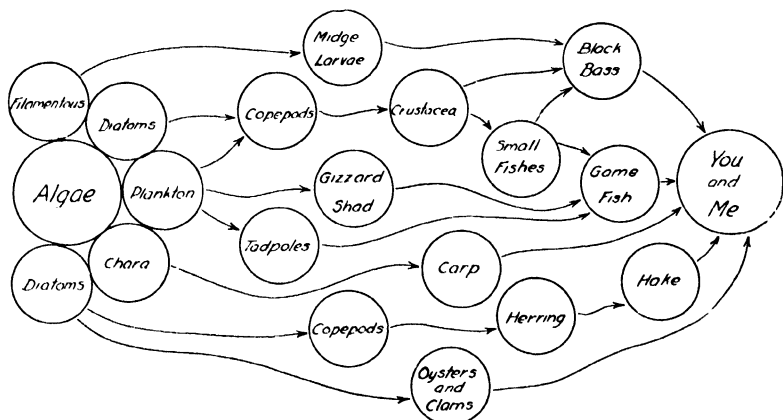 Midge
Larvae
Black
Bass
Filamentous
Diatoms
Copepods
Crustacea
Small
Fishes
You
and
Me
Algae
Plankton
Gizzard
Shad
Game
Fish
Tadpoles
Chara
Carp
Hake
Diatoms
Copepods
Herring
Oysters
and
Clams